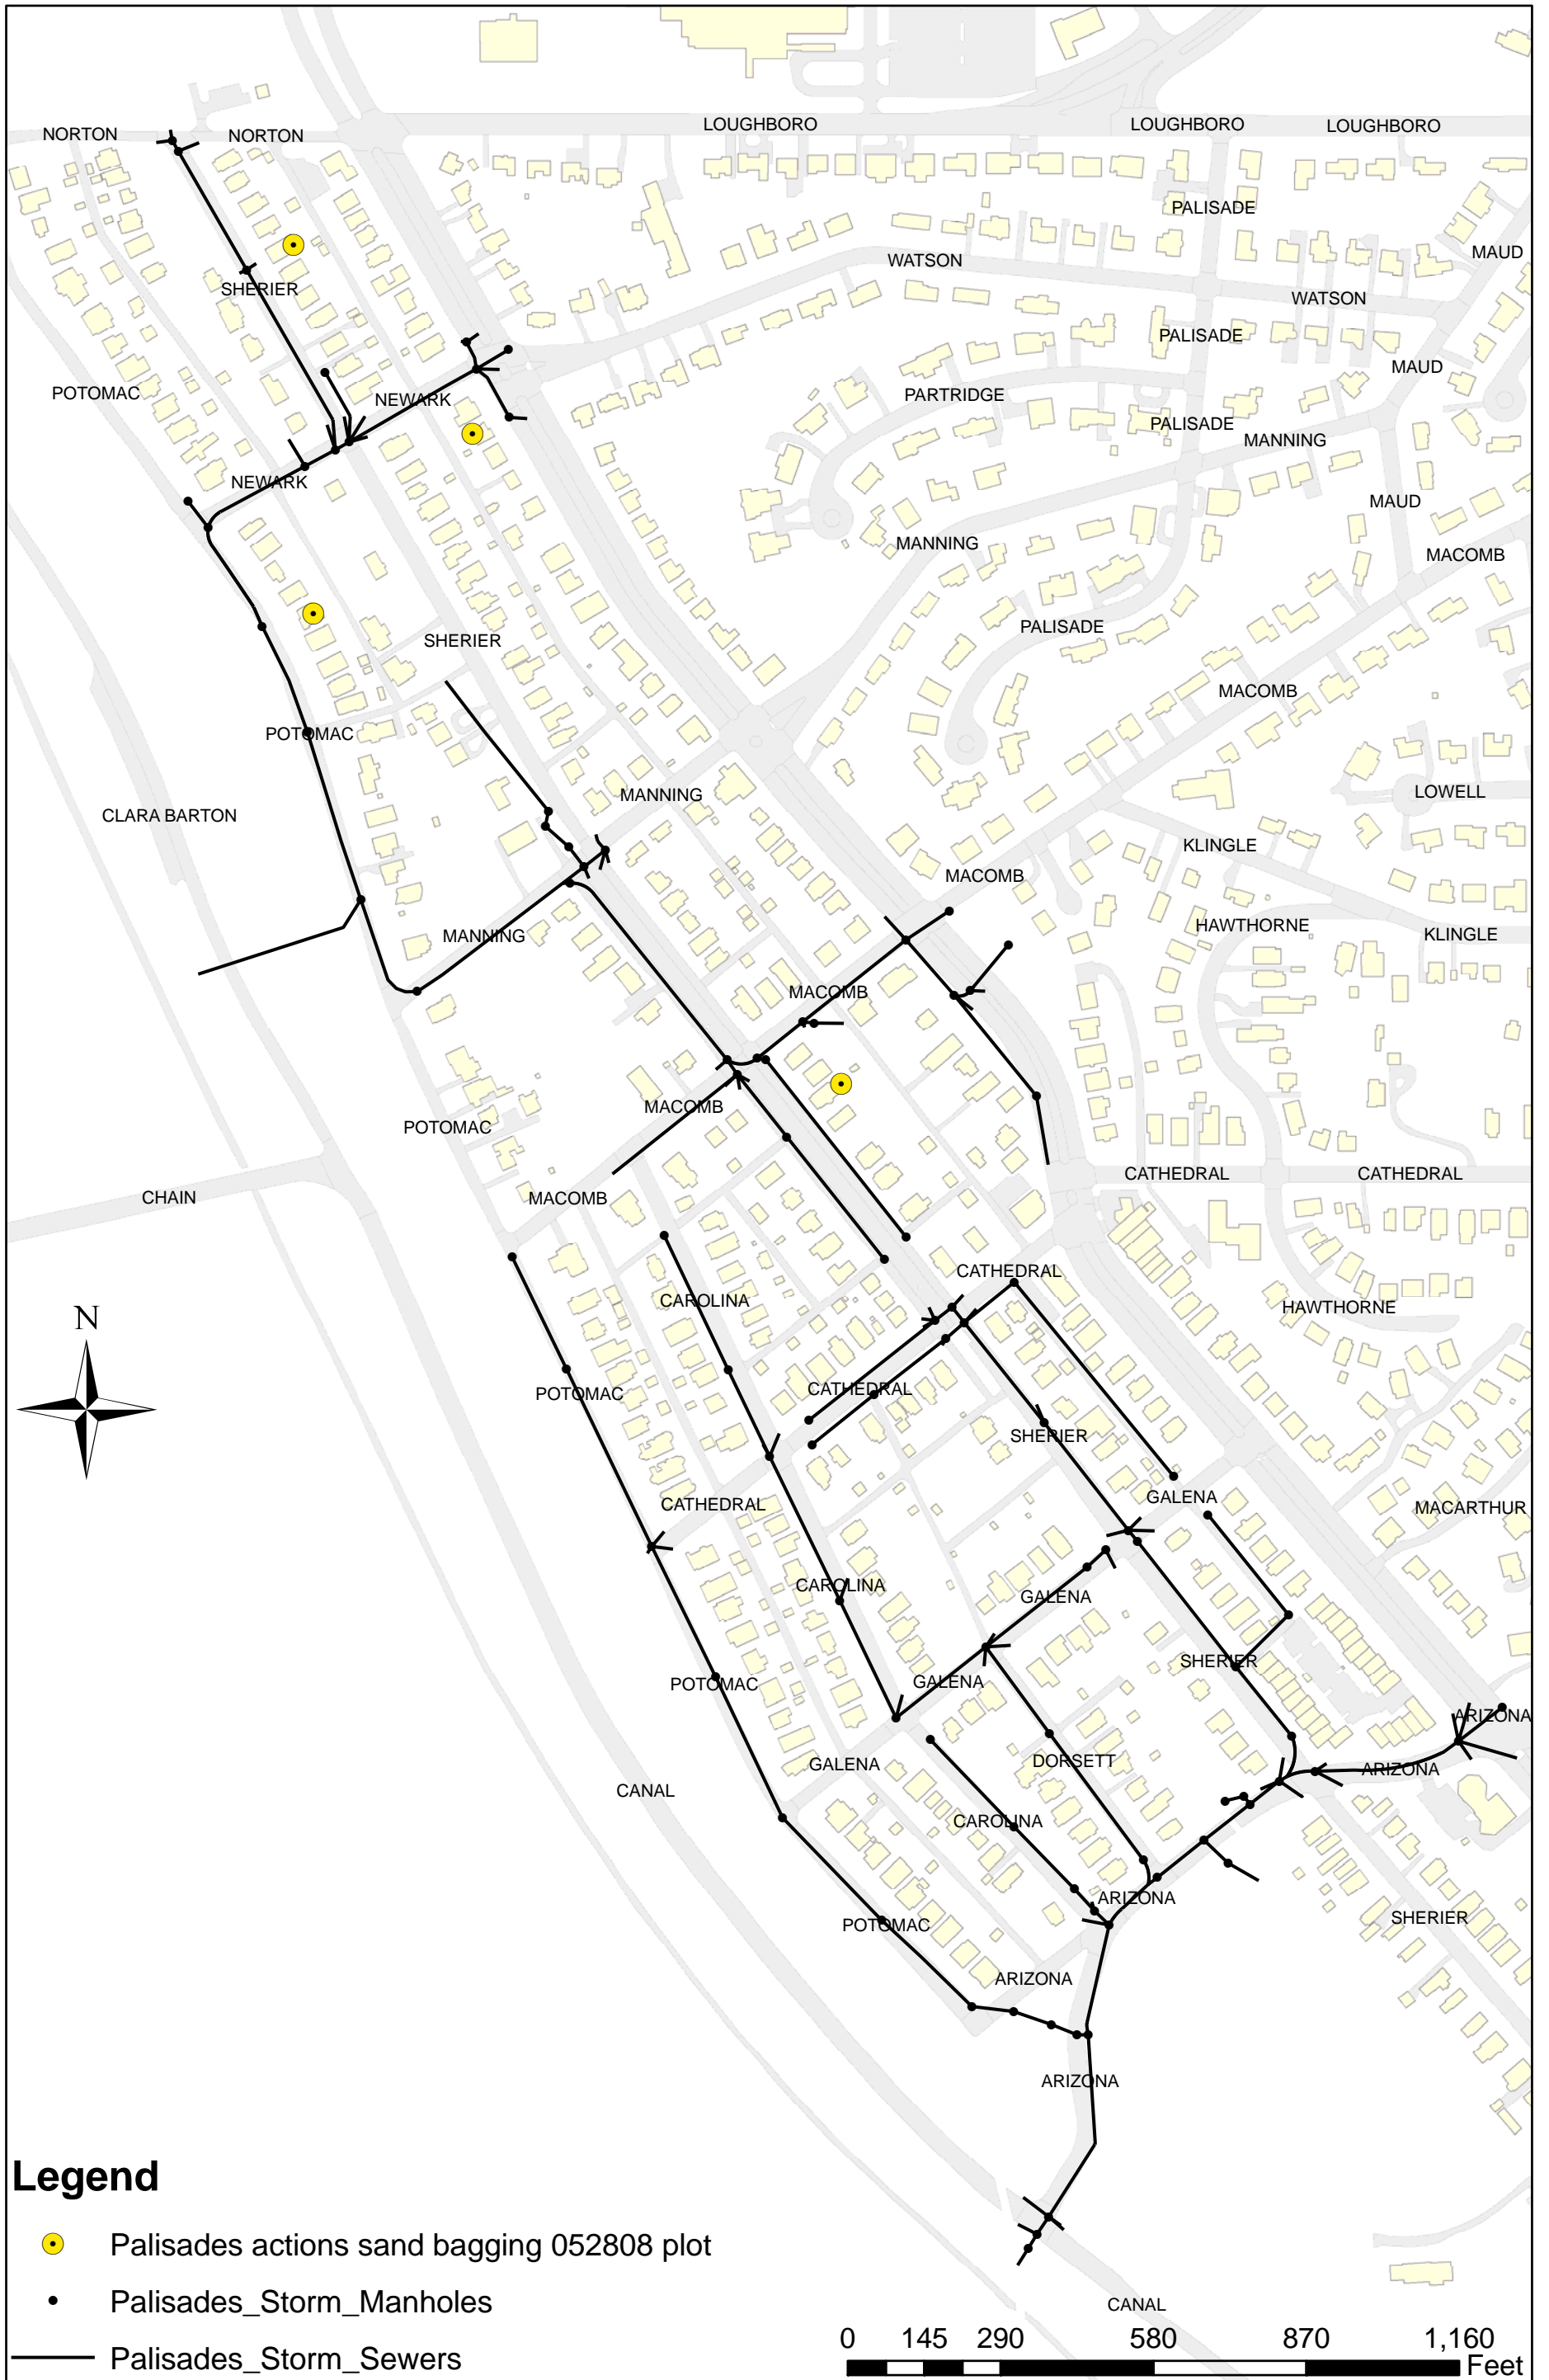 LOUGHBORO LOUGHBORO LOUGHBORO
NORTON NORTON
PALISADE
MAUD
WATSON
SHERIER
WATSON
PALISADE
MAUD
POTOMAC
PARTRIDGE
NEWARK
PALISADE
MANNING
NEWARK
MAUD
MANNING
MACOMB
PALISADE
SHERIER
MACOMB
POTOMAC
LOWELL
MANNING
CLARA BARTON
KLINGLE
MACOMB
HAWTHORNE
KLINGLE
MANNING
MACOMB
MACOMB
POTOMAC
CATHEDRAL CATHEDRAL
CHAIN
MACOMB
CATHEDRAL
CAROLINA
HAWTHORNE
N
CATHEDRAL
POTOMAC
SHERIER
GALENA
CATHEDRAL
MACARTHUR
CAROLINA
GALENA
SHERIER
GALENA
POTOMAC
ARIZONA
DORSETT
GALENA
ARIZONA
CANAL
CAROLINA
ARIZONA
SHERIER
POTOMAC
ARIZONA
ARIZONA
Legend
Palisades actions sand bagging 052808 plot
Palisades_Storm_Manholes
Palisades_Storm_Sewers
CANAL
0 145 290 580 870 1,160
Feet